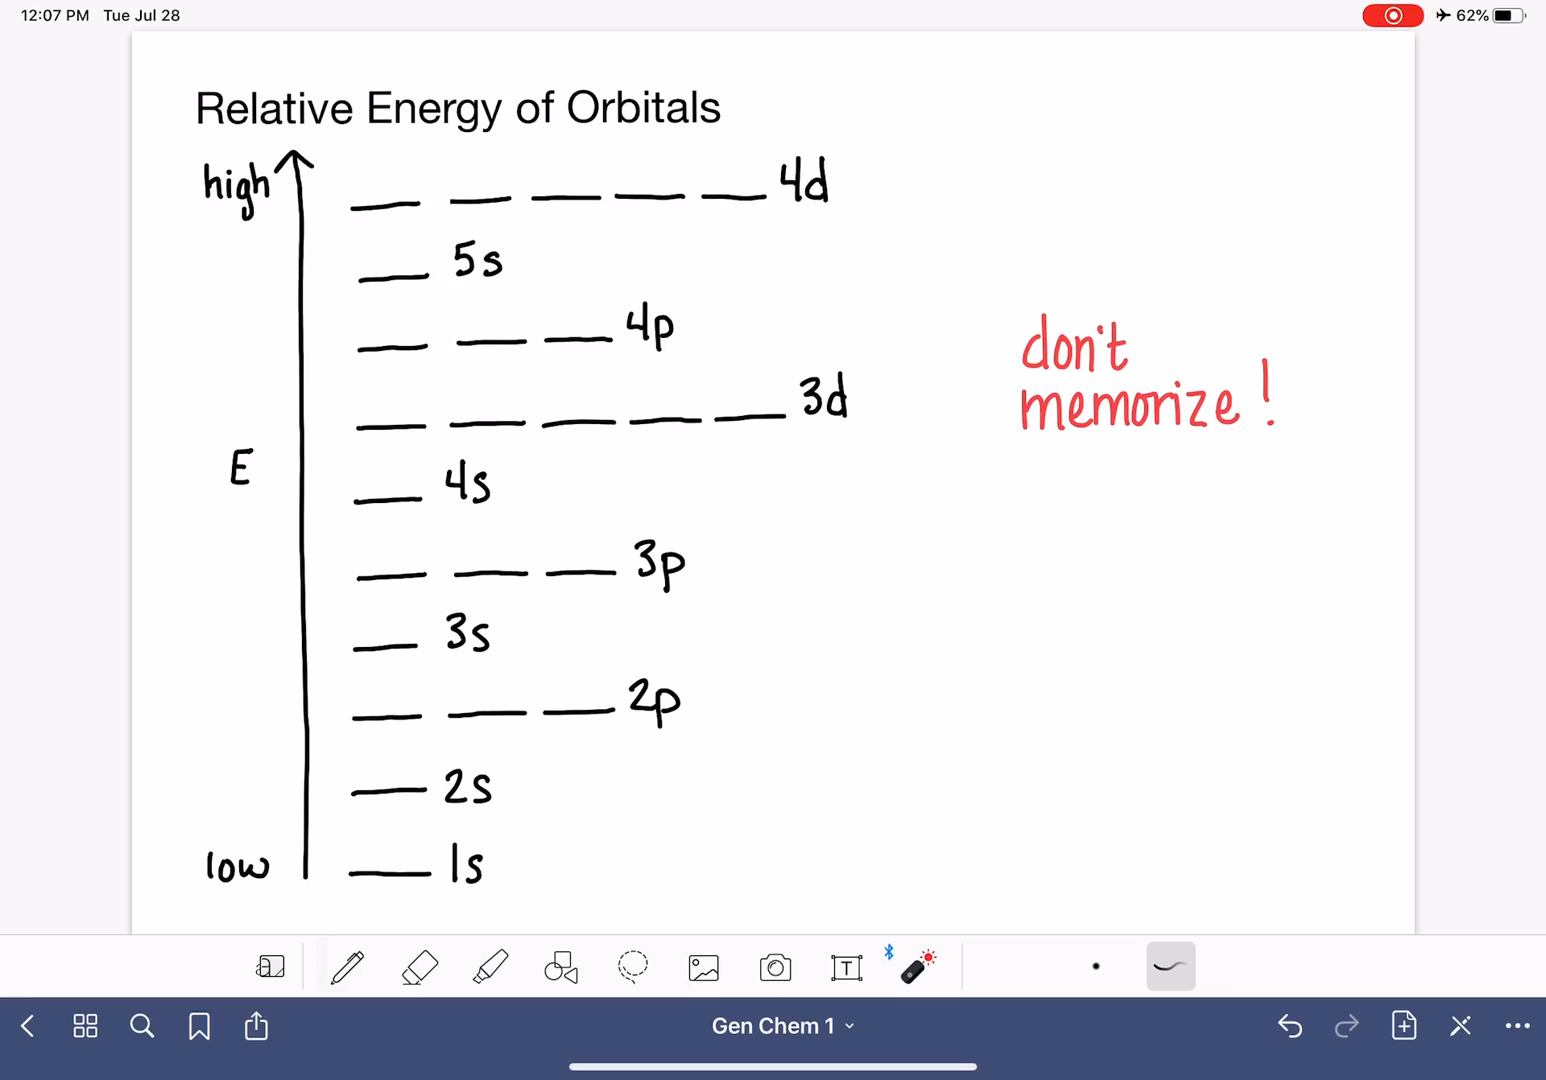 12:07 PM Tue Jul 28
62%
Relative Energy of Orbitals
high
4d
5s
4p
don't
memorize!
3d
E
4s
3p
3s
2p
2s
low
1s
T
Gen Chem 1